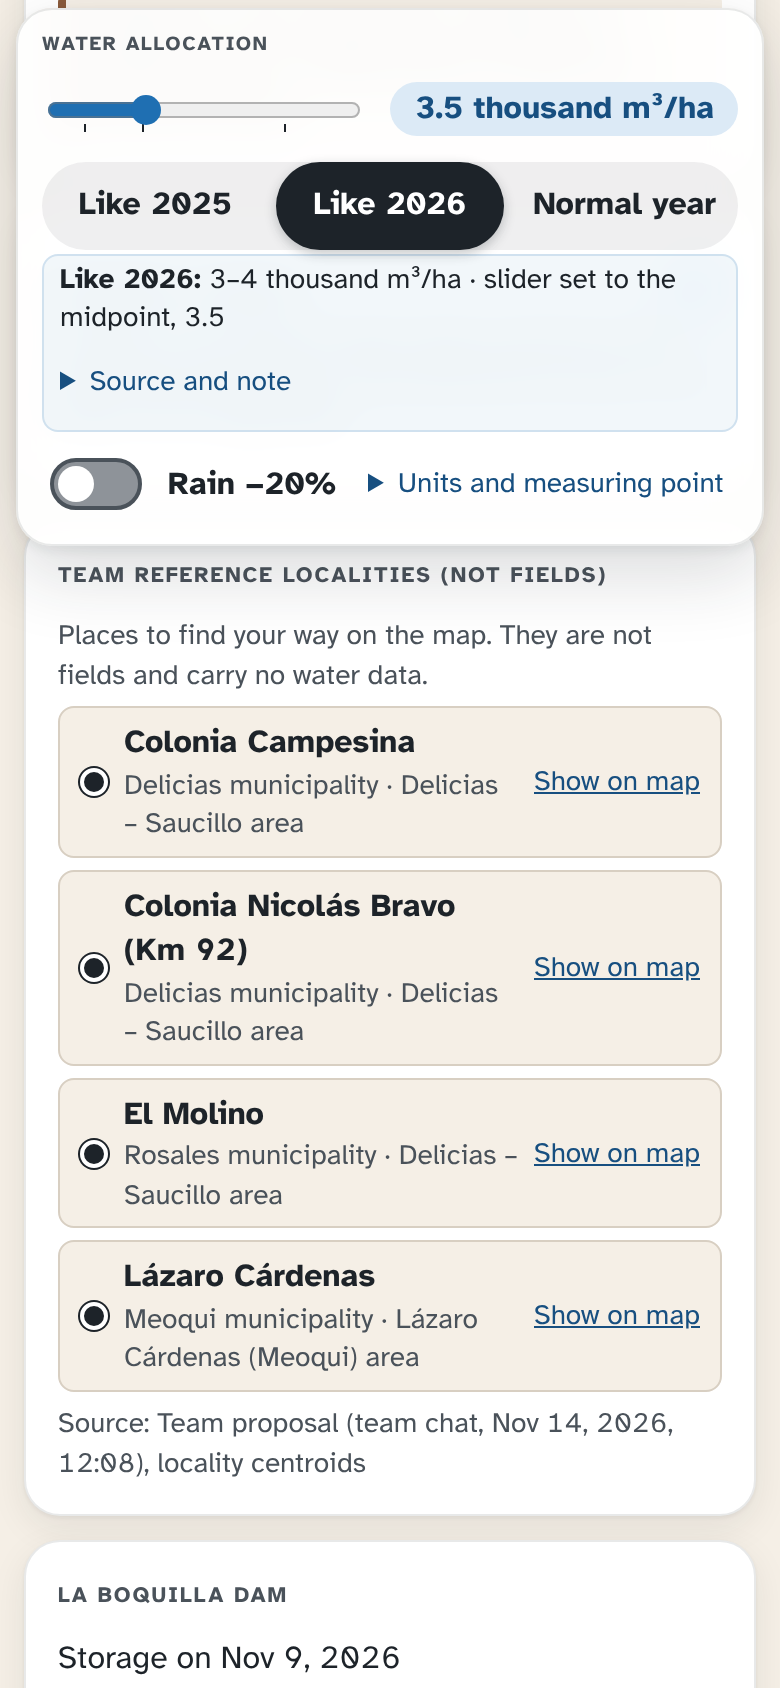 WATER ALLOCATION
3.5 thousand m³/ha
Like 2025
Like 2026
Normal year
Like 2026: 3–4 thousand m³/ha · slider set to the
midpoint, 3.5
Source and note
Rain −20%
Units and measuring point
TEAM REFERENCE LOCALITIES (NOT FIELDS)
Places to find your way on the map. They are not
fields and carry no water data.
Colonia Campesina
Delicias municipality · Delicias
– Saucillo area
Show on map
Colonia Nicolás Bravo
(Km 92)
Delicias municipality · Delicias
– Saucillo area
Show on map
El Molino
Rosales municipality · Delicias –
Saucillo area
Show on map
Lázaro Cárdenas
Meoqui municipality · Lázaro
Cárdenas (Meoqui) area
Show on map
Source: Team proposal (team chat, Nov 14, 2026,
12:08), locality centroids
LA BOQUILLA DAM
Storage on Nov 9, 2026